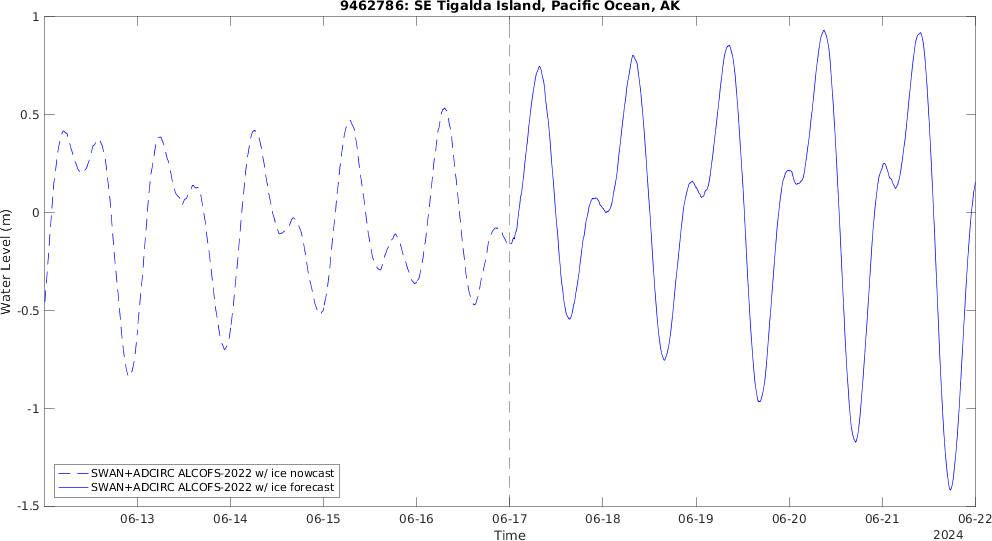 9462786: SE Tigalda Island, Pacific Ocean, AK
1
0.5
0
-0.5
-1
-1.5
Water Level (m)
SWAN+ADCIRC ALCOFS-2022 w/ ice nowcast
SWAN+ADCIRC ALCOFS-2022 w/ ice forecast
06-13 06-14 06-15 06-16 06-17 06-18 06-19 06-20 06-21 06-22
Time
2024